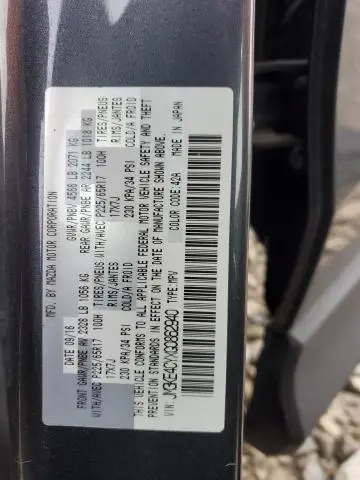 MFD. BY MAZDA MOTOR CORPORATION
DATE 09/16 GVWR/PNBV 4566 LB 2071 KG
FRONT GAWR/PNBE AV 2328 LB 1056 KG REAR GAWR/PNBE AR 2244 LB 1018 KG
WITH/AVEC P225/65R17 100H TIRES/PNEUS WITH/AVEC P225/65R17 100H TIRES/PNEUS
17X7J RIMS/JANTES 17X7J RIMS/JANTES
230 KPA/34 PSI COLD/A FROID 230 KPA/34 PSI COLD/A FROID
THIS VEHICLE CONFORMS TO ALL APPLICABLE FEDERAL MOTOR VEHICLE SAFETY AND THEFT
PREVENTION STANDARDS IN EFFECT ON THE DATE OF MANUFACTURE SHOWN ABOVE.
VIN: TYPE: MPV COLOR CODE: 42A MADE IN JAPAN